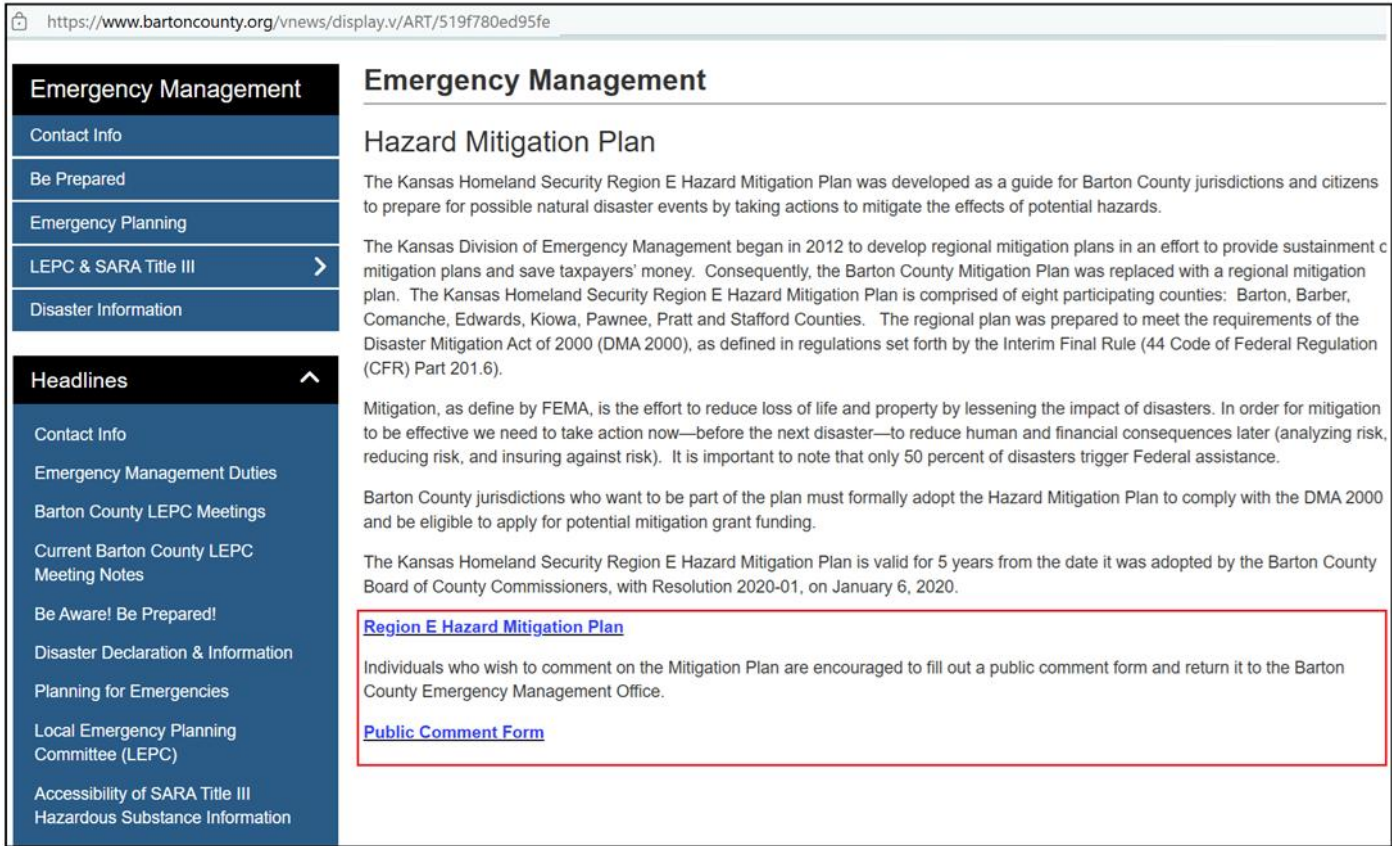 https://www.bartoncounty.org/vnews/display.v/ART/519f780ed95fe
Emergency Management
Contact Info
Be Prepared
Emergency Planning
LEPC & SARA Title III
Disaster Information
Headlines
Contact Info
Emergency Management Duties
Barton County LEPC Meetings
Current Barton County LEPC
Meeting Notes
Be Aware! Be Prepared!
Disaster Declaration & Information
Planning for Emergencies
Local Emergency Planning
Committee (LEPC)
Accessibility of SARA Title III
Hazardous Substance Information
Emergency Management
Hazard Mitigation Plan
The Kansas Homeland Security Region E Hazard Mitigation Plan was developed as a guide for Barton County jurisdictions and citizens
to prepare for possible natural disaster events by taking actions to mitigate the effects of potential hazards.
The Kansas Division of Emergency Management began in 2012 to develop regional mitigation plans in an effort to provide sustainment
mitigation plans and save taxpayers' money. Consequently, the Barton County Mitigation Plan was replaced with a regional mitigation
plan. The Kansas Homeland Security Region E Hazard Mitigation Plan is comprised of eight participating counties: Barton, Barber,
Comanche, Edwards, Kiowa, Pawnee, Pratt and Stafford Counties. The regional plan was prepared to meet the requirements of the
Disaster Mitigation Act of 2000 (DMA 2000), as defined in regulations set forth by the Interim Final Rule (44 Code of Federal Regulation
(CFR) Part 201.6).
Mitigation, as define by FEMA, is the effort to reduce loss of life and property by lessening the impact of disasters. In order for mitigation
to be effective we need to take action now—before the next disaster—to reduce human and financial consequences later (analyzing risk,
reducing risk, and insuring against risk). It is important to note that only 50 percent of disasters trigger Federal assistance.
Barton County jurisdictions who want to be part of the plan must formally adopt the Hazard Mitigation Plan to comply with the DMA 2000
and be eligible to apply for potential mitigation grant funding.
The Kansas Homeland Security Region E Hazard Mitigation Plan is valid for 5 years from the date it was adopted by the Barton County
Board of County Commissioners, with Resolution 2020-01, on January 6, 2020.
Region E Hazard Mitigation Plan
Individuals who wish to comment on the Mitigation Plan are encouraged to fill out a public comment form and return it to the Barton
County Emergency Management Office.
Public Comment Form